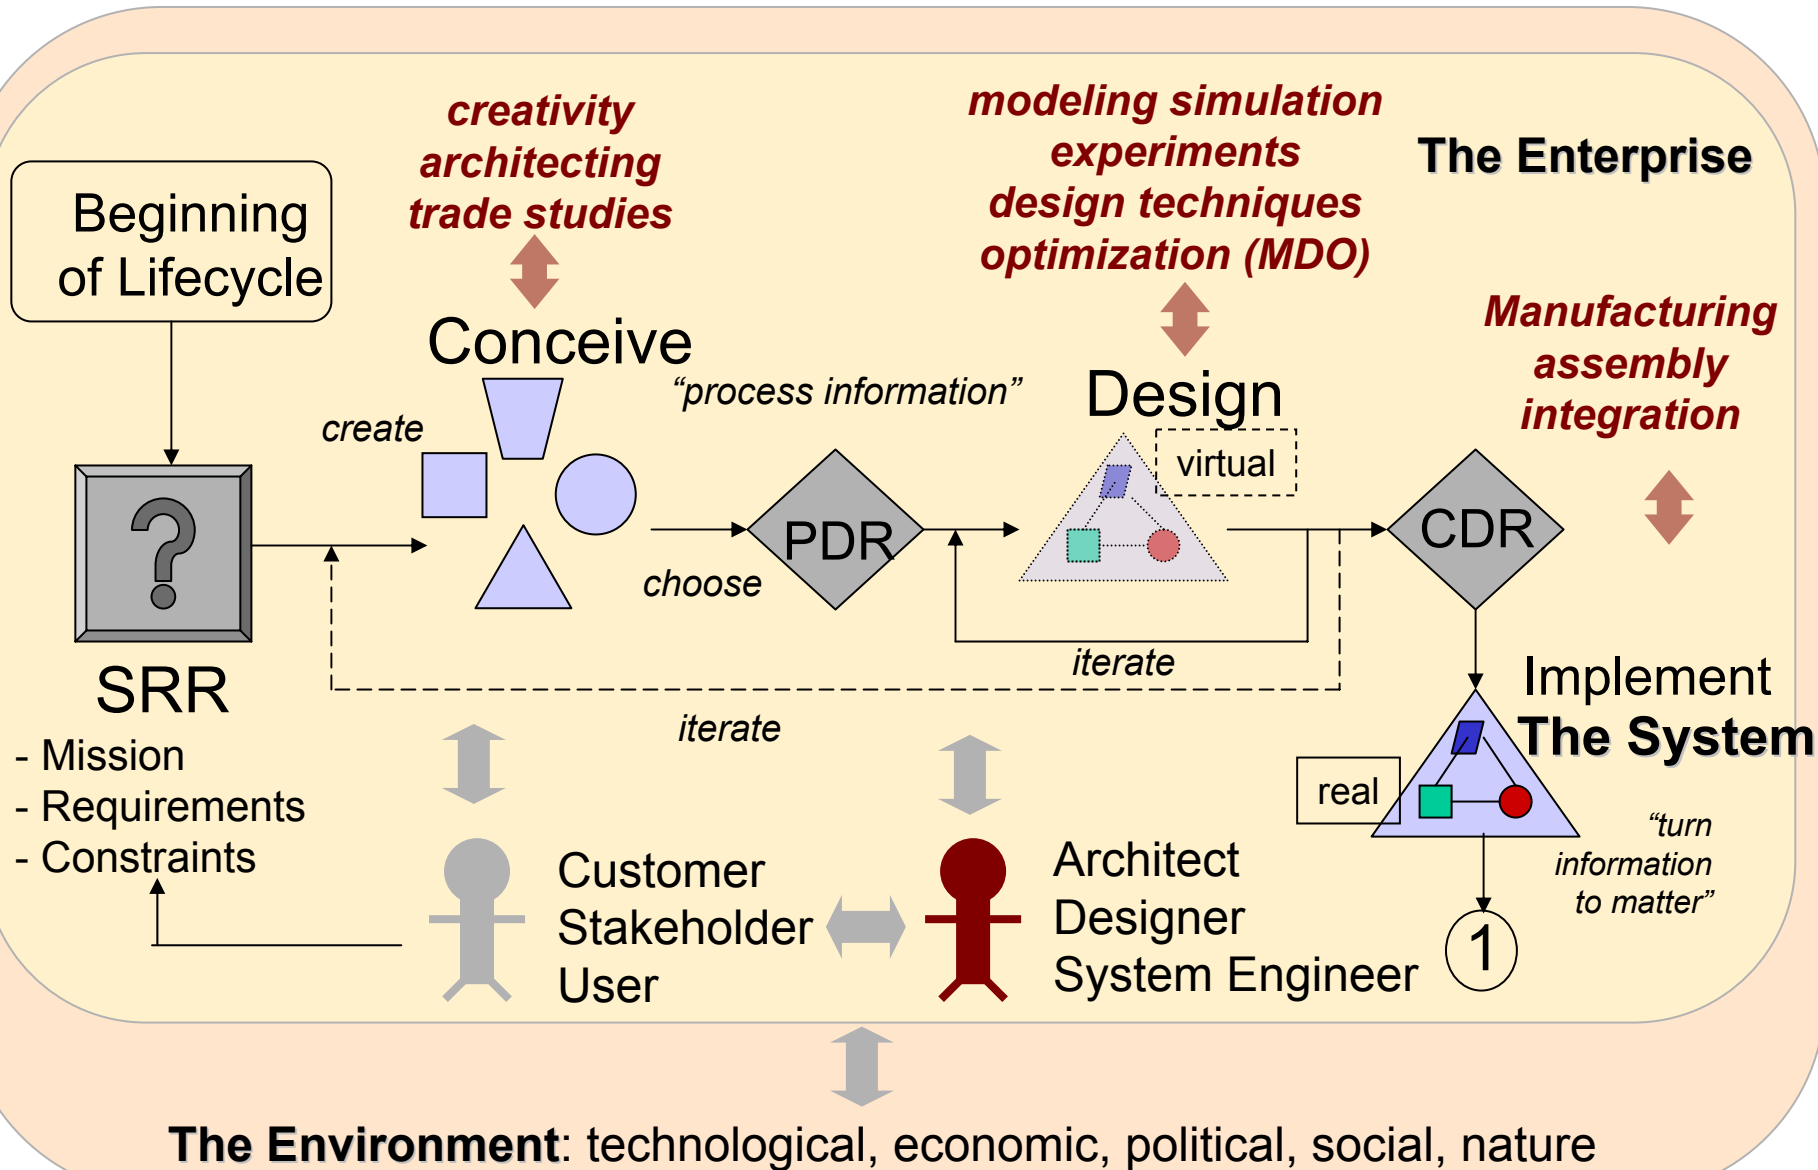 creativity
architecting
trade studies
modeling simulation
experiments
design techniques
optimization (MDO)
The Enterprise
Beginning
of Lifecycle
Manufacturing
assembly
integration
Conceive
“process information”
Design
create
virtual
?
PDR
CDR
choose
iterate
SRR
iterate
Implement
The System
- Mission
- Requirements
- Constraints
real
“turn
information
to matter”
Customer
Stakeholder
User
Architect
Designer
System Engineer
1
The Environment: technological, economic, political, social, nature